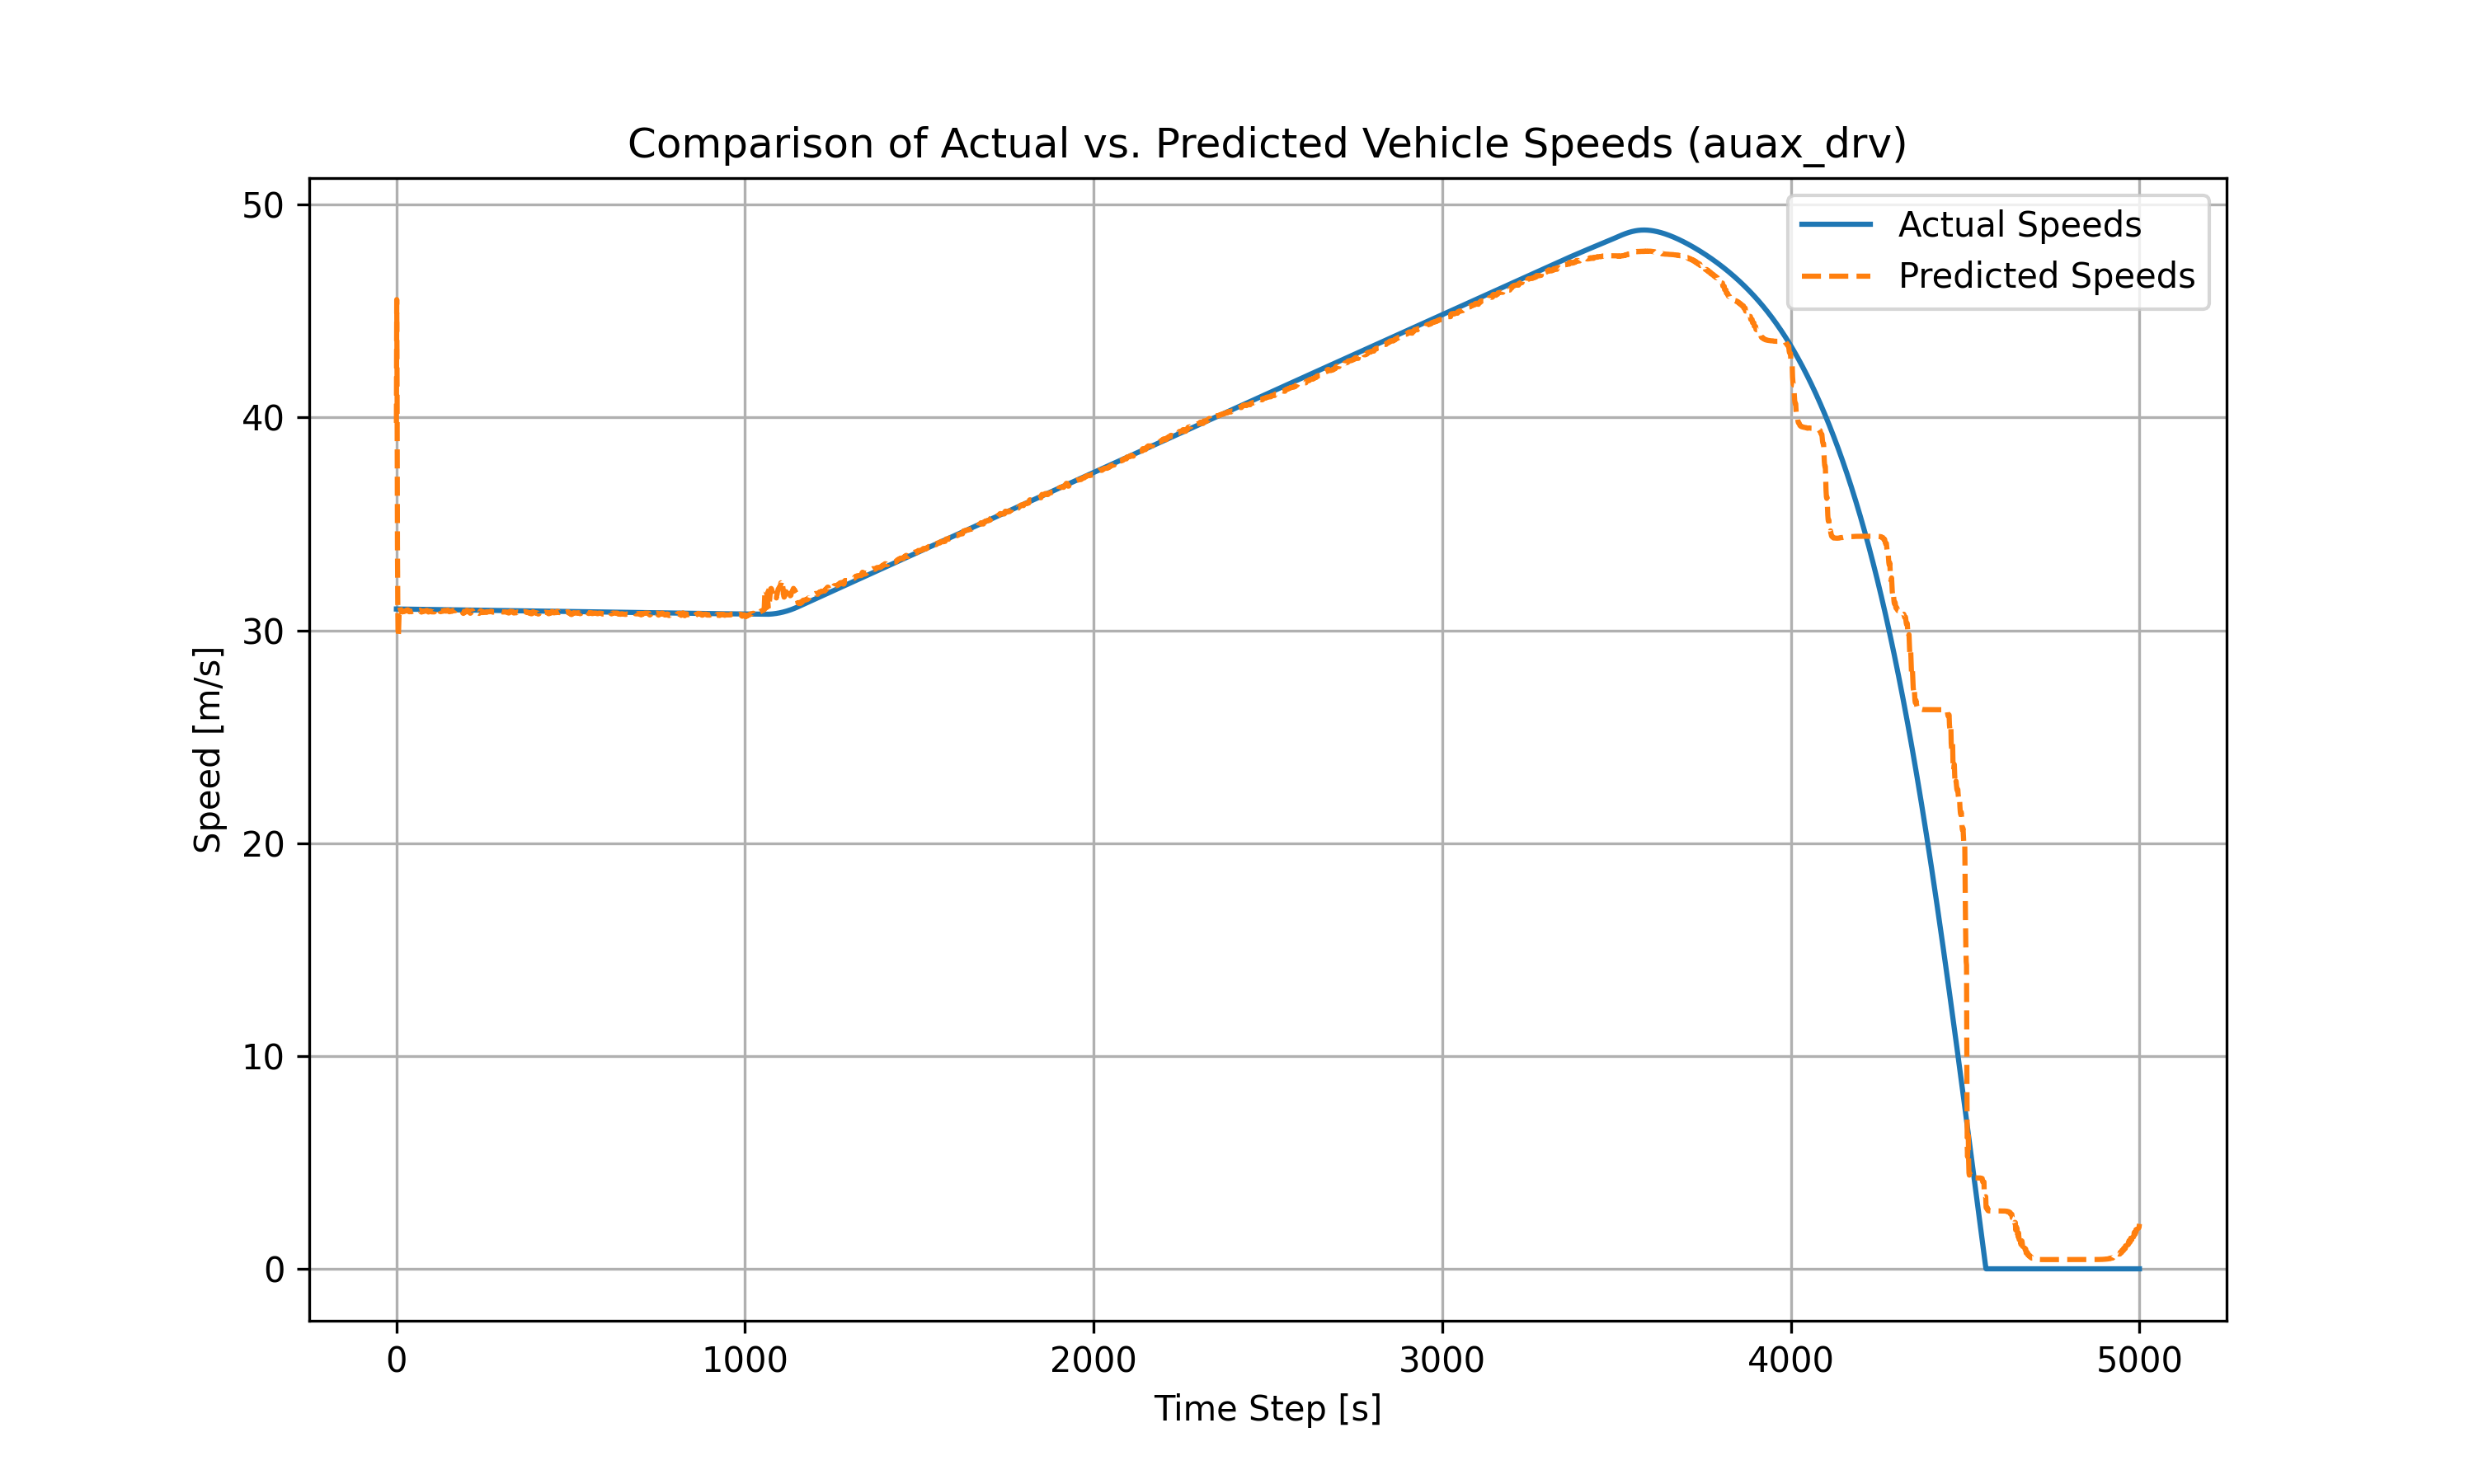 Comparison of Actual vs. Predicted Vehicle Speeds (auax_drv)
Actual Speeds
Predicted Speeds
Speed [m/s]
50
40
30
20
10
0
0 1000 2000 3000 4000 5000
Time Step [s]